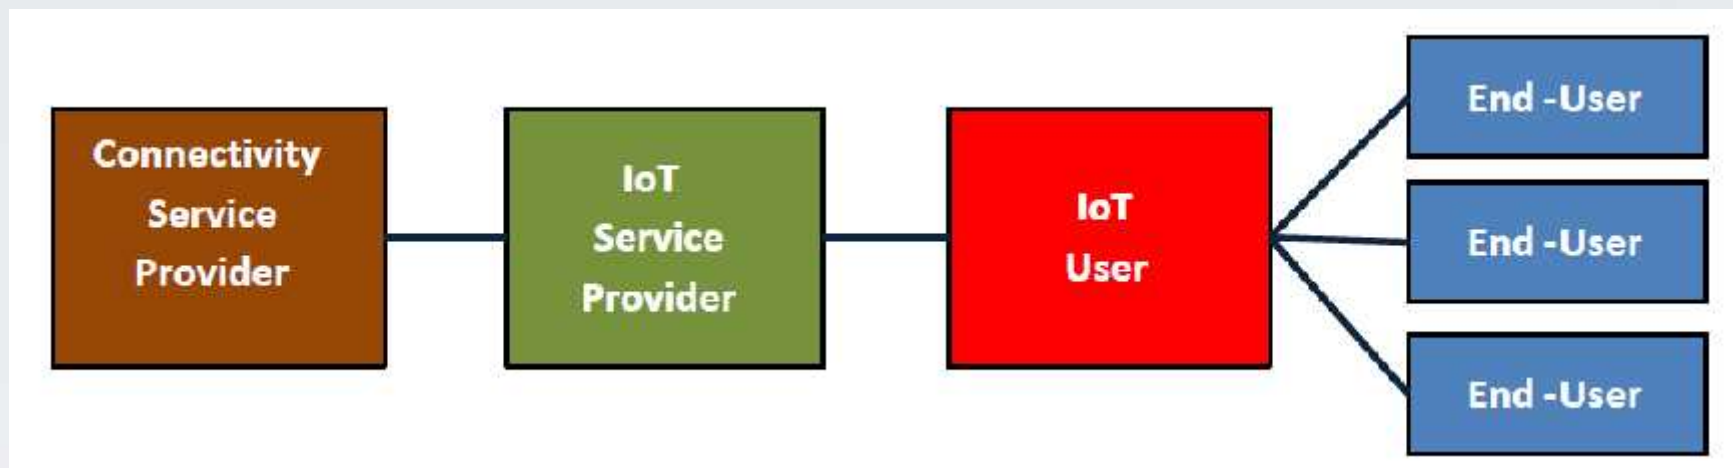 Connectivity
Service
Provider
IoT
Service
Provider
IoT
User
End -User
End -User
End -User